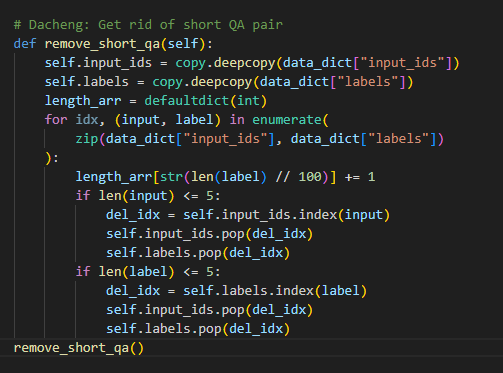 # Dacheng: Get rid of short QA pair
def remove_short_qa(self):
    self.input_ids = copy.deepcopy(data_dict["input_ids"])
    self.labels = copy.deepcopy(data_dict["labels"])
    length_arr = defaultdict(int)
    for idx, (input, label) in enumerate(
        zip(data_dict["input_ids"], data_dict["labels"])
    ):
        length_arr[str(len(label) // 100)] += 1
        if len(input) <= 5:
            del_idx = self.input_ids.index(input)
            self.input_ids.pop(del_idx)
            self.labels.pop(del_idx)
        if len(label) <= 5:
            del_idx = self.labels.index(label)
            self.input_ids.pop(del_idx)
            self.labels.pop(del_idx)
remove_short_qa()